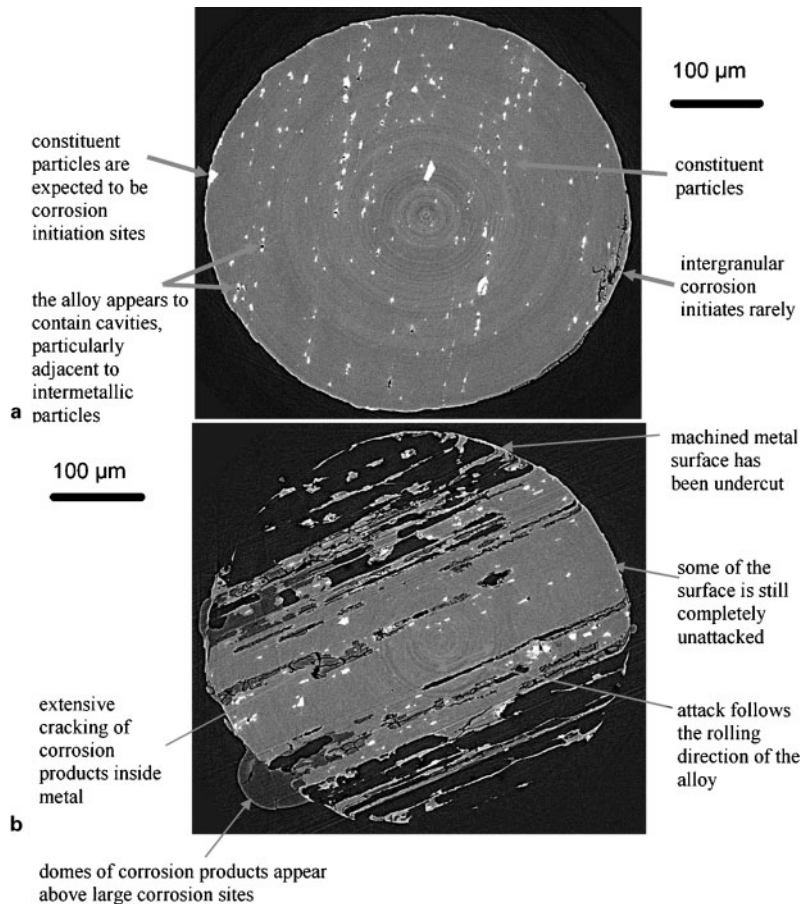 100 µm
constituent
particles are
expected to be
corrosion
initiation sites
constituent
particles
the alloy appears to
contain cavities,
particularly
adjacent to
intermetallic
particles
intergranular
corrosion
initiates rarely
a
100 µm
machined metal
surface has
been undercut
some of the
surface is still
completely
unattacked
extensive
cracking of
corrosion
products inside
metal
attack follows
the rolling
direction of the
alloy
b
domes of corrosion products appear
above large corrosion sites